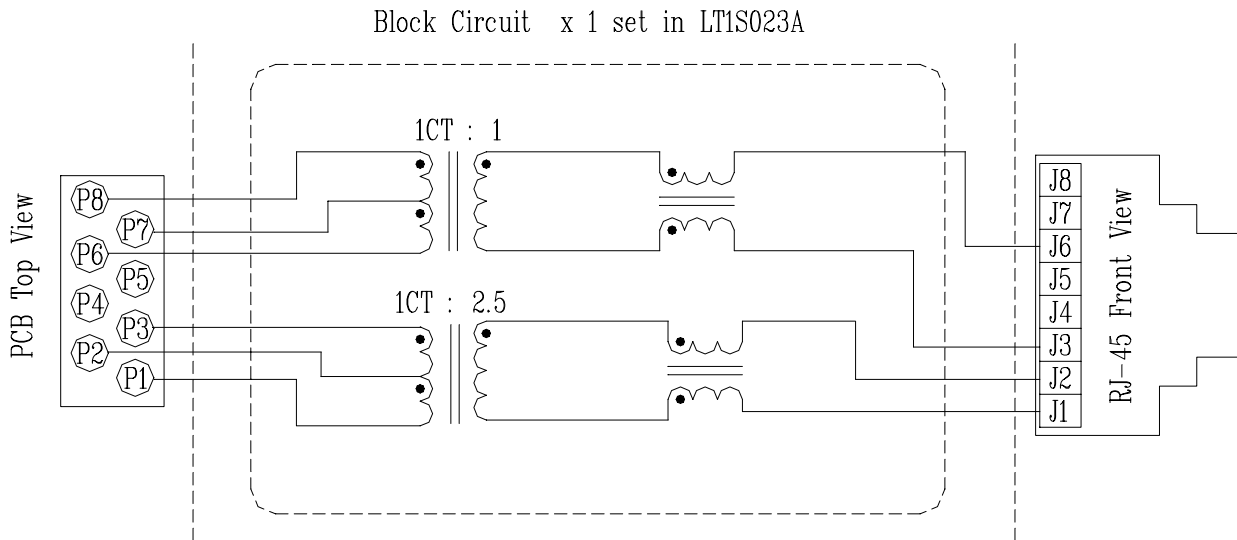 Block Circuit x 1 set in LT1S023A
1CT : 1
PCB Top View
P8
P7
P6
P5
P4
P3
P2
P1
1CT : 2.5
J8
J7
J6
J5
J4
J3
J2
J1
RJ-45 Front View